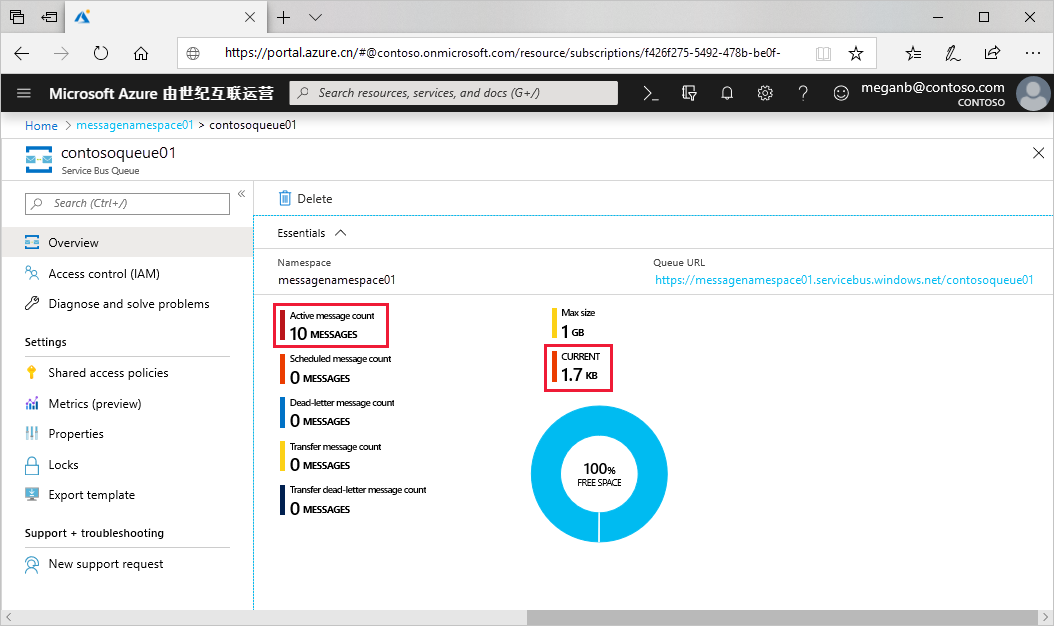 https://portal.azure.cn/#@contoso.onmicrosoft.com/resource/subscriptions/f426f275-5492-478b-be0f-
Microsoft Azure 由世纪互联运营
Search resources, services, and docs (G+/)
meganb@contoso.com
CONTOSO
Home > messagenamespace01 > contosoqueue01
contosoqueue01
Service Bus Queue
Search (Ctrl+/)
Overview
Access control (IAM)
Diagnose and solve problems
Settings
Shared access policies
Metrics (preview)
Properties
Locks
Export template
Support + troubleshooting
New support request
Delete
Essentials
Namespace
messagenamespace01
Queue URL
https://messagenamespace01.servicebus.windows.net/contosoqueue01
Active message count
10 MESSAGES
Scheduled message count
0 MESSAGES
Dead-letter message count
0 MESSAGES
Transfer message count
0 MESSAGES
Transfer dead-letter message count
0 MESSAGES
Max size
1 GB
CURRENT
1.7 KB
100%
FREE SPACE